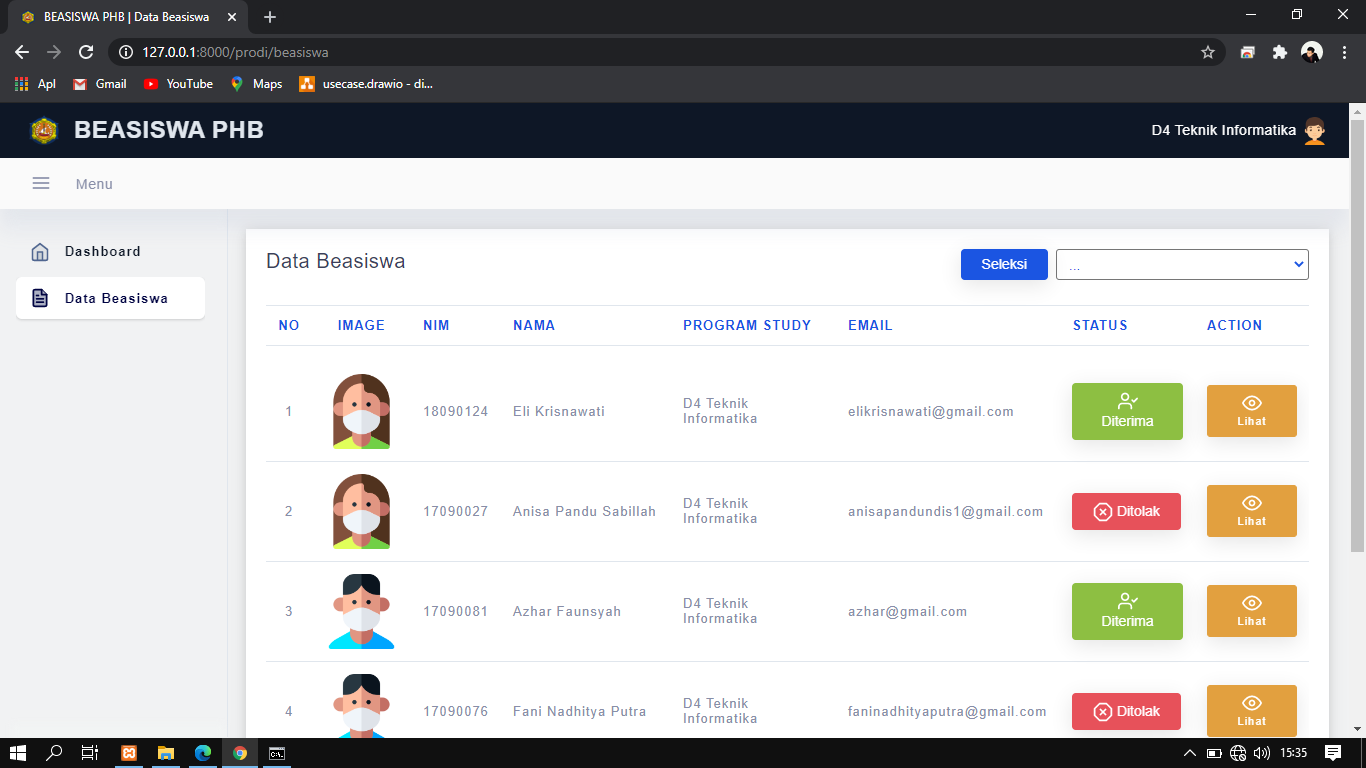 BEASISWA PHB | Data Beasiswa
127.0.0.1:8000/prodi/beasiswa
Apl Gmail YouTube Maps usecase.drawio - di...
BEASISWA PHB
D4 Teknik Informatika
Menu
Dashboard
Data Beasiswa
Data Beasiswa
Seleksi ...
NO IMAGE NIM NAMA PROGRAM STUDY EMAIL STATUS ACTION
1 18090124 Eli Krisnawati D4 Teknik Informatika elikrisnawati@gmail.com Diterima Lihat
2 17090027 Anisa Pandu Sabillah D4 Teknik Informatika anisapandundis1@gmail.com Ditolak Lihat
3 17090081 Azhar Faunsyah D4 Teknik Informatika azhar@gmail.com Diterima Lihat
4 17090076 Fani Nadhitya Putra D4 Teknik Informatika faninadhityaputra@gmail.com Ditolak Lihat
15:35